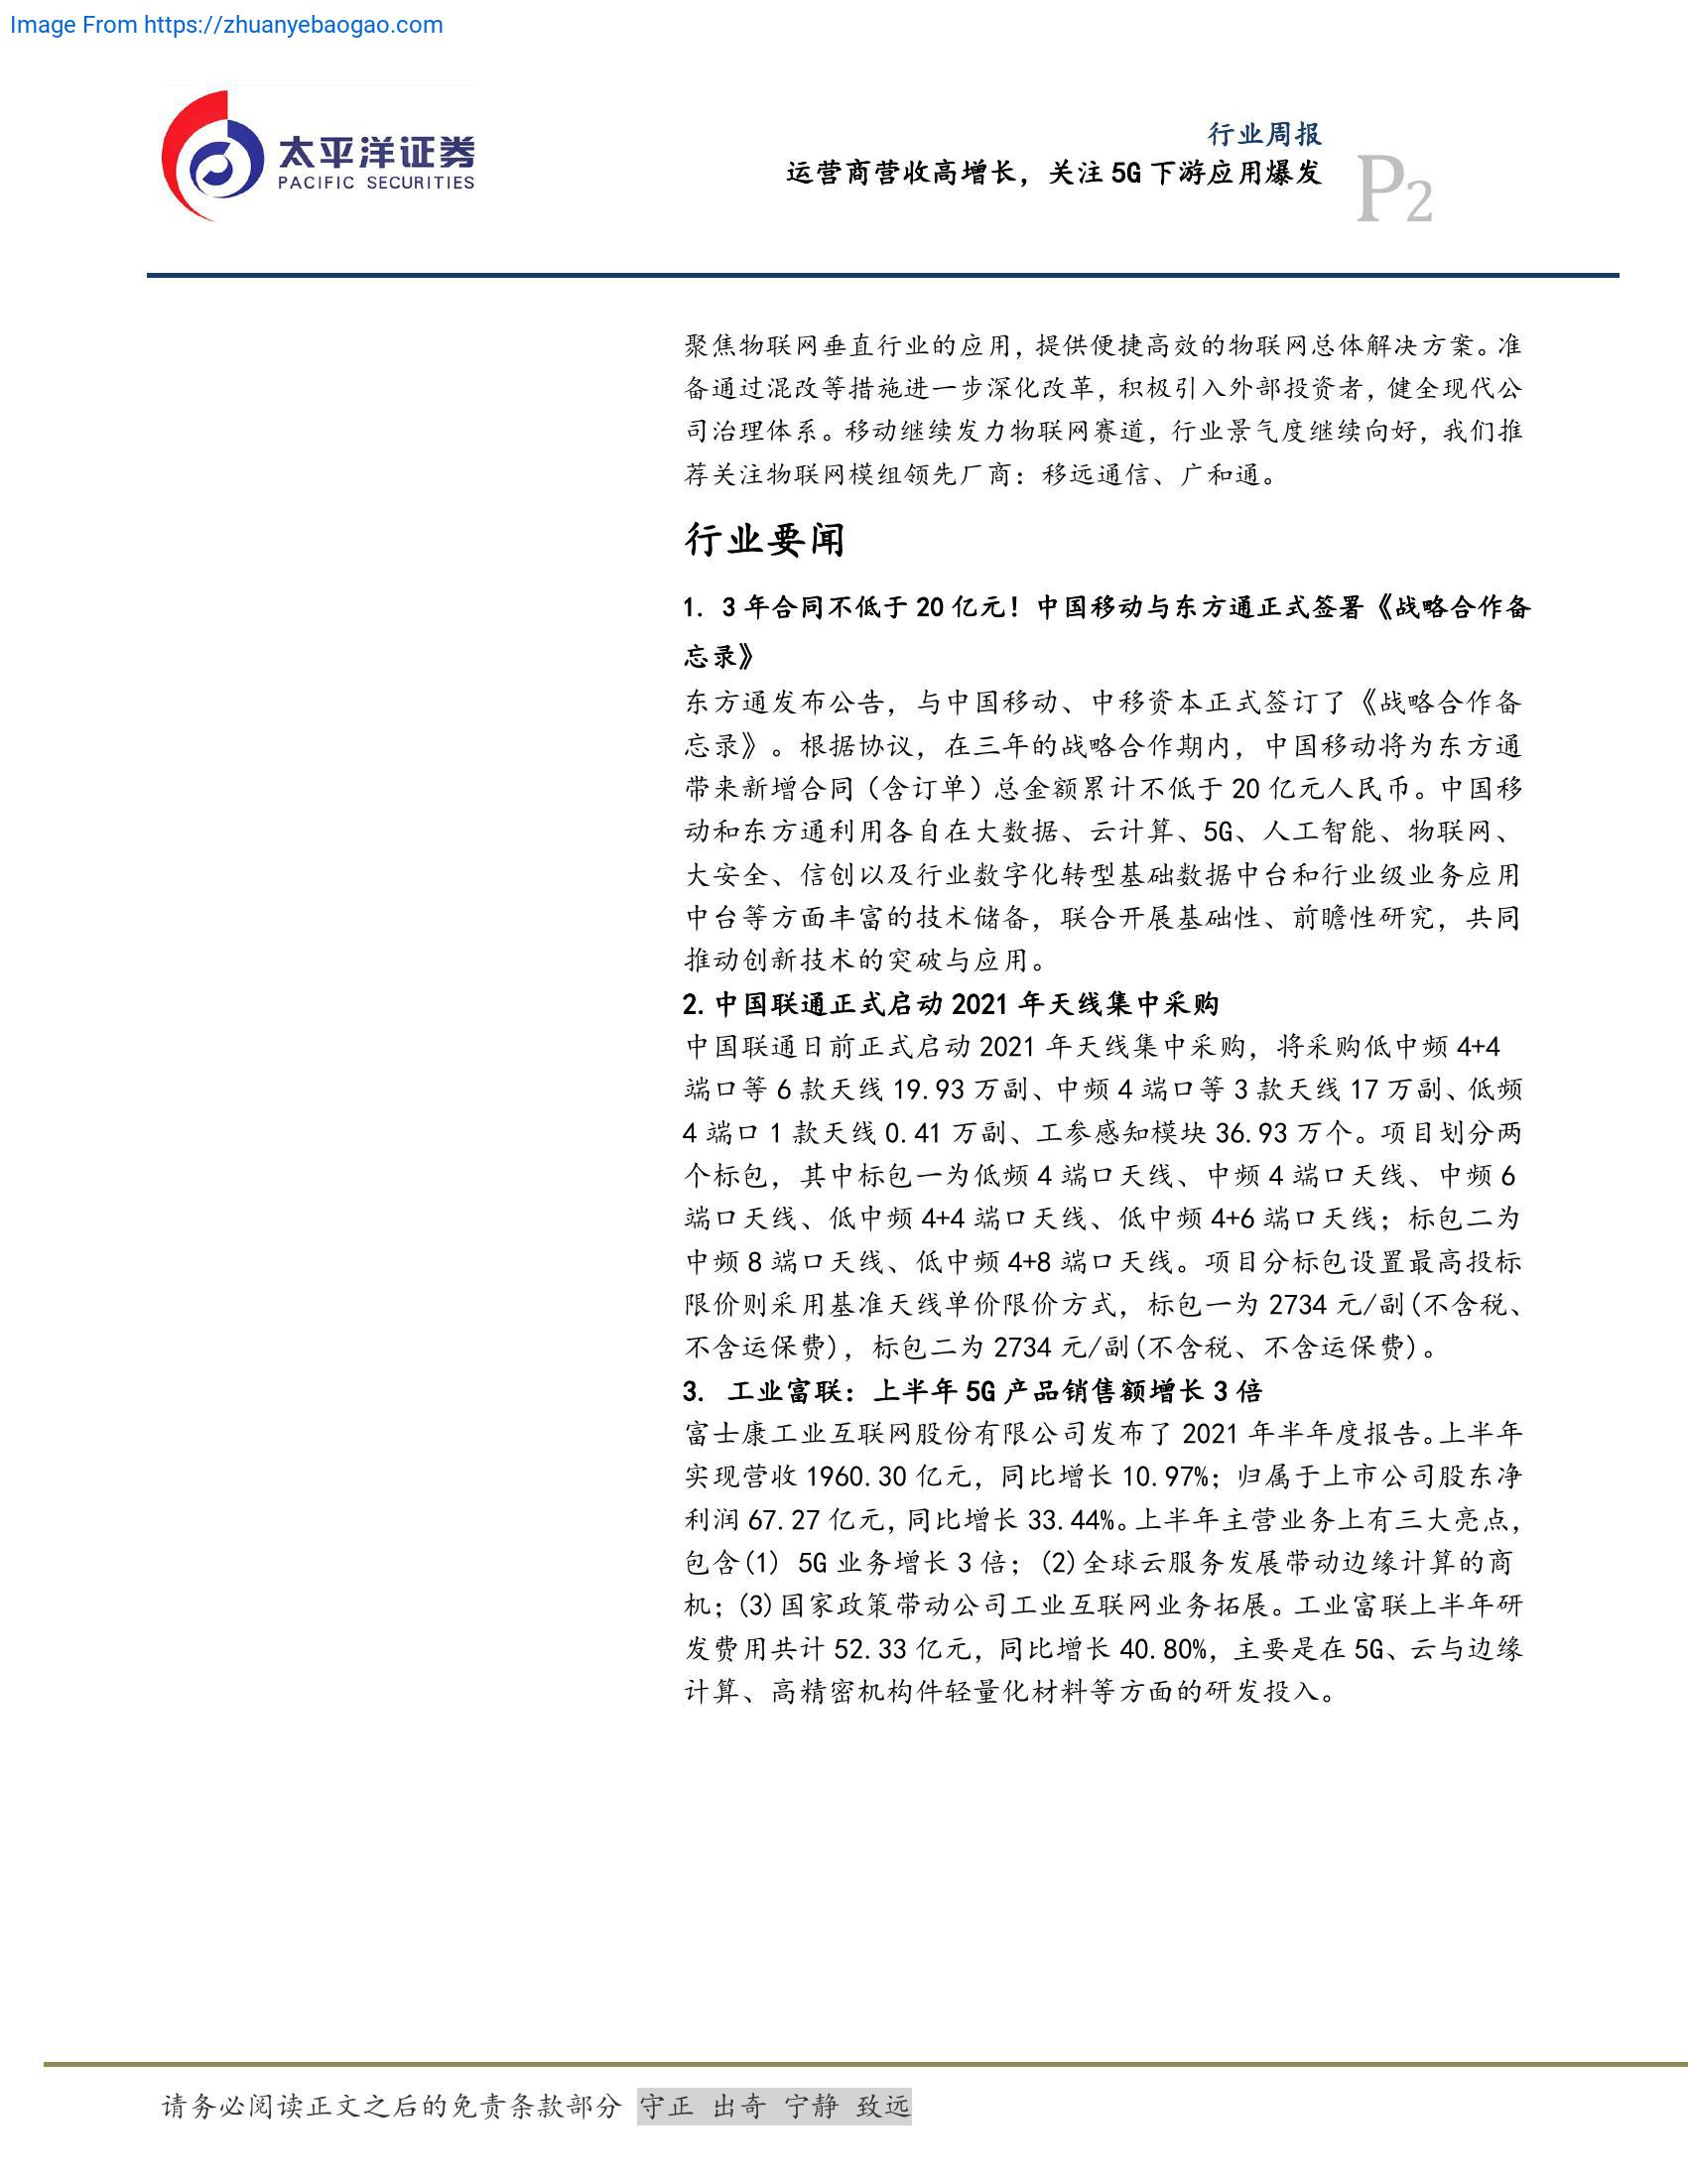 Image From https://zhuanyebaogao.com
太平洋证券
PACIFIC SECURITIES
行业周报
运营商营收高增长，关注 5G 下游应用爆发
P2
聚焦物联网垂直行业的应用，提供便捷高效的物联网总体解决方案。准
备通过混改等措施进一步深化改革，积极引入外部投资者，健全现代公
司治理体系。移动继续发力物联网赛道，行业景气度继续向好，我们推
荐关注物联网模组领先厂商：移远通信、广和通。
行业要闻
1. 3 年合同不低于 20 亿元！中国移动与东方通正式签署《战略合作备
忘录》
东方通发布公告，与中国移动、中移资本正式签订了《战略合作备
忘录》。根据协议，在三年的战略合作期内，中国移动将为东方通
带来新增合同（含订单）总金额累计不低于 20 亿元人民币。中国移
动和东方通利用各自在大数据、云计算、5G、人工智能、物联网、
大安全、信创以及行业数字化转型基础数据中台和行业级业务应用
中台等方面丰富的技术储备，联合开展基础性、前瞻性研究，共同
推动创新技术的突破与应用。
2. 中国联通正式启动 2021 年天线集中采购
中国联通日前正式启动 2021 年天线集中采购，将采购低中频 4+4
端口等 6 款天线 19.93 万副、中频 4 端口等 3 款天线 17 万副、低频
4 端口 1 款天线 0.41 万副、工参感知模块 36.93 万个。项目划分两
个标包，其中标包一为低频 4 端口天线、中频 4 端口天线、中频 6
端口天线、低中频 4+4 端口天线、低中频 4+6 端口天线；标包二为
中频 8 端口天线、低中频 4+8 端口天线。项目分标包设置最高投标
限价则采用基准天线单价限价方式，标包一为 2734 元/副(不含税、
不含运保费)，标包二为 2734 元/副(不含税、不含运保费)。
3. 工业富联：上半年 5G 产品销售额增长 3 倍
富士康工业互联网股份有限公司发布了 2021 年半年度报告。上半年
实现营收 1960.30 亿元，同比增长 10.97%；归属于上市公司股东净
利润 67.27 亿元，同比增长 33.44%。上半年主营业务上有三大亮点，
包含(1) 5G 业务增长 3 倍；(2)全球云服务发展带动边缘计算的商
机；(3)国家政策带动公司工业互联网业务拓展。工业富联上半年研
发费用共计 52.33 亿元，同比增长 40.80%，主要是在 5G、云与边缘
计算、高精密机构件轻量化材料等方面的研发投入。
请务必阅读正文之后的免责条款部分 守正 出奇 宁静 致远